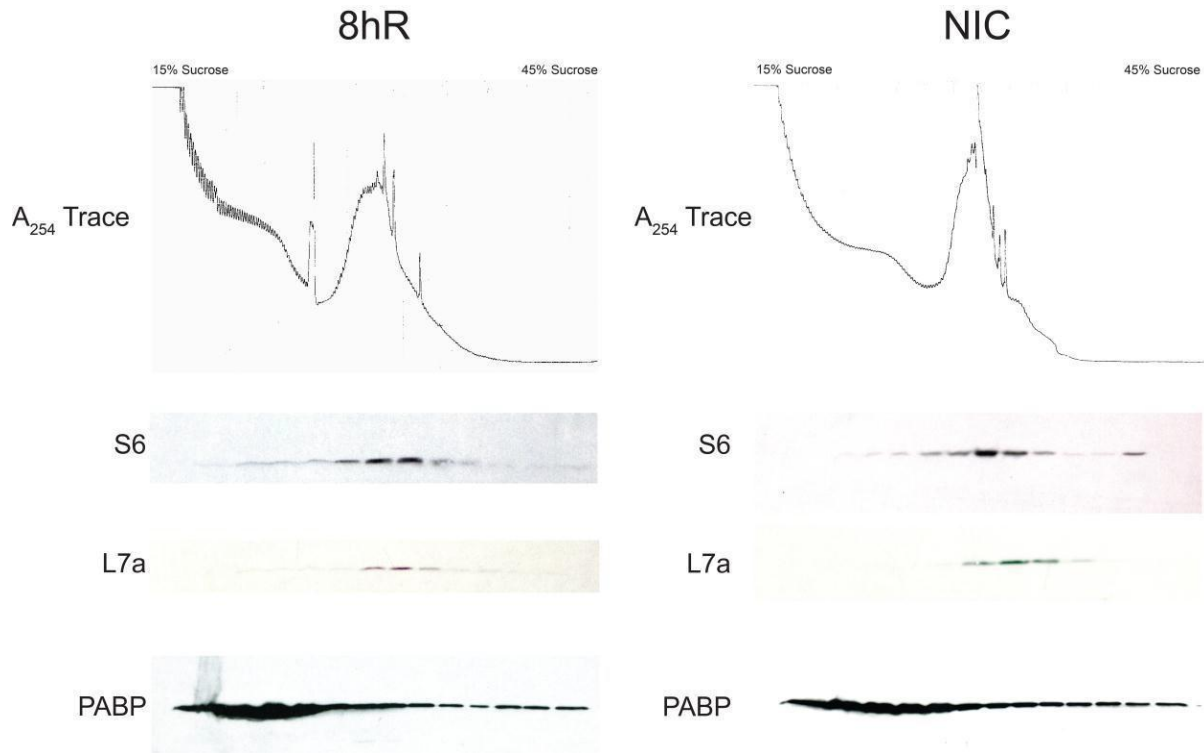 8hR
NIC
15% Sucrose
45% Sucrose
15% Sucrose
45% Sucrose
A254 Trace
A254 Trace
S6
S6
L7a
L7a
PABP
PABP